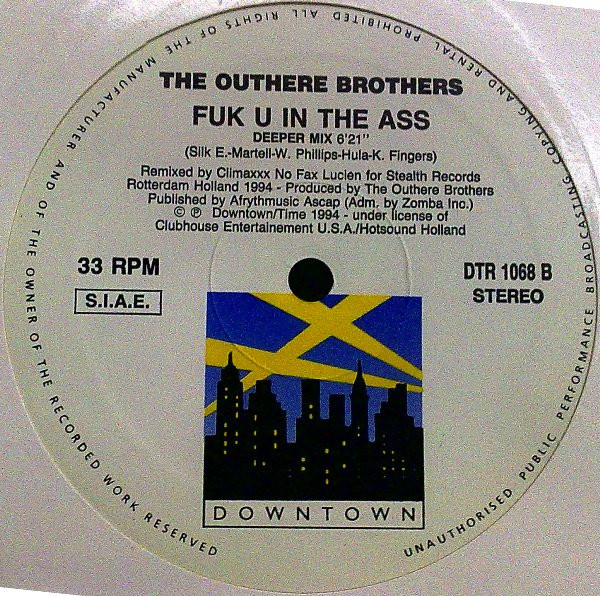 THE OUTHERE BROTHERS
FUK U IN THE ASS
DEEPER MIX 6'21"
(Silk E.-Martell-W. Phillips-Hula-K. Fingers)
Remixed by Climaxxx No Fax Lucien for Stealth Records
Rotterdam Holland 1994 - Produced by The Outhere Brothers
Published by Afrythmusic Ascap (Adm. by Zomba Inc.)
© ℗ Downtown/Time 1994 - under license of
Clubhouse Entertainement U.S.A./Hotsound Holland
33 RPM
S.I.A.E.
DTR 1068 B
STEREO
DOWNTOWN
ALL RIGHTS OF THE MANUFACTURER AND OF THE OWNER OF THE RECORDED WORK RESERVED
UNAUTHORISED PUBLIC PERFORMANCE BROADCASTING COPYING AND RENTAL PROHIBITED